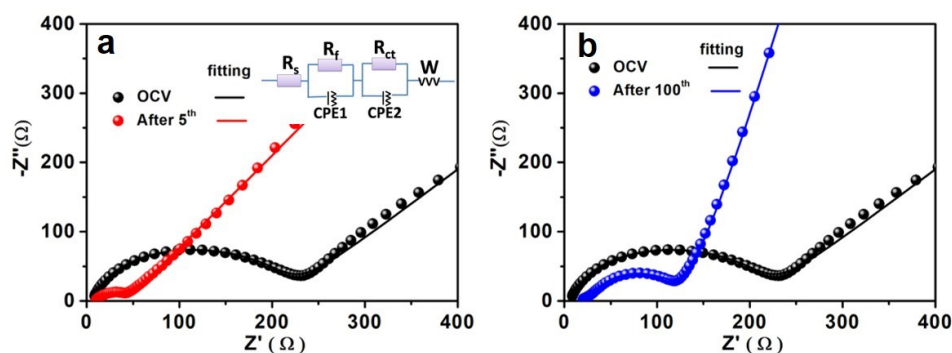 a
fitting
OCV
After 5th
Rs
Rf
Rct
W
CPE1
CPE2
-Z''(Ω)
400
300
200
100
0
0
100
200
300
400
Z' ( Ω)
b
fitting
OCV
After 100th
-Z''(Ω)
400
300
200
100
0
0
100
200
300
400
Z' ( Ω)